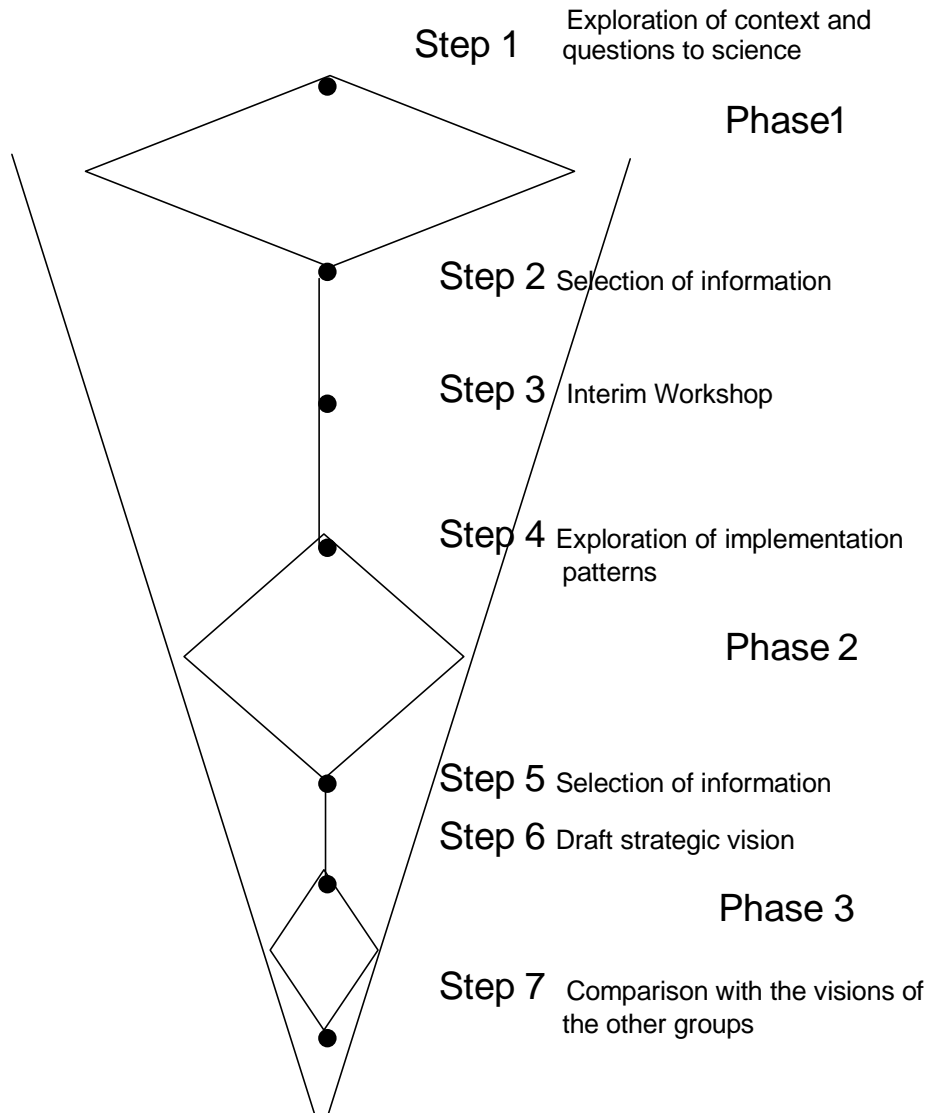 Step 1 Exploration of context and
questions to science
Phase1
Step 2 Selection of information
Step 3 Interim Workshop
Step 4 Exploration of implementation
patterns
Phase 2
Step 5 Selection of information
Step 6 Draft strategic vision
Phase 3
Step 7 Comparison with the visions of
the other groups